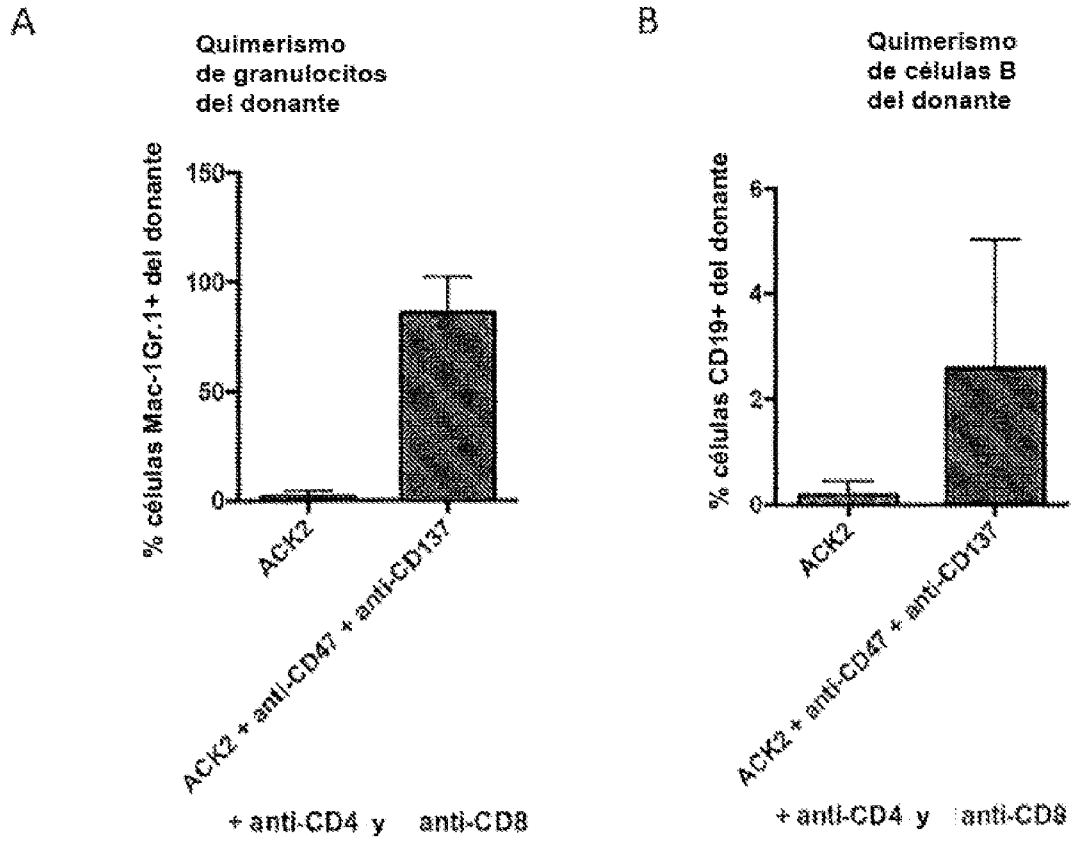 A
Quimerismo
de granulocitos
del donante
% células Mac-1Gr.1+ del donante
150
100
50
0
ACK2
ACK2 + anti-CD47 + anti-CD137
+ anti-CD4 y anti-CD8
B
Quimerismo
de células B
del donante
% células CD19+ del donante
6
4
2
0
ACK2
ACK2 + anti-CD47 + anti-CD137
+ anti-CD4 y anti-CD8